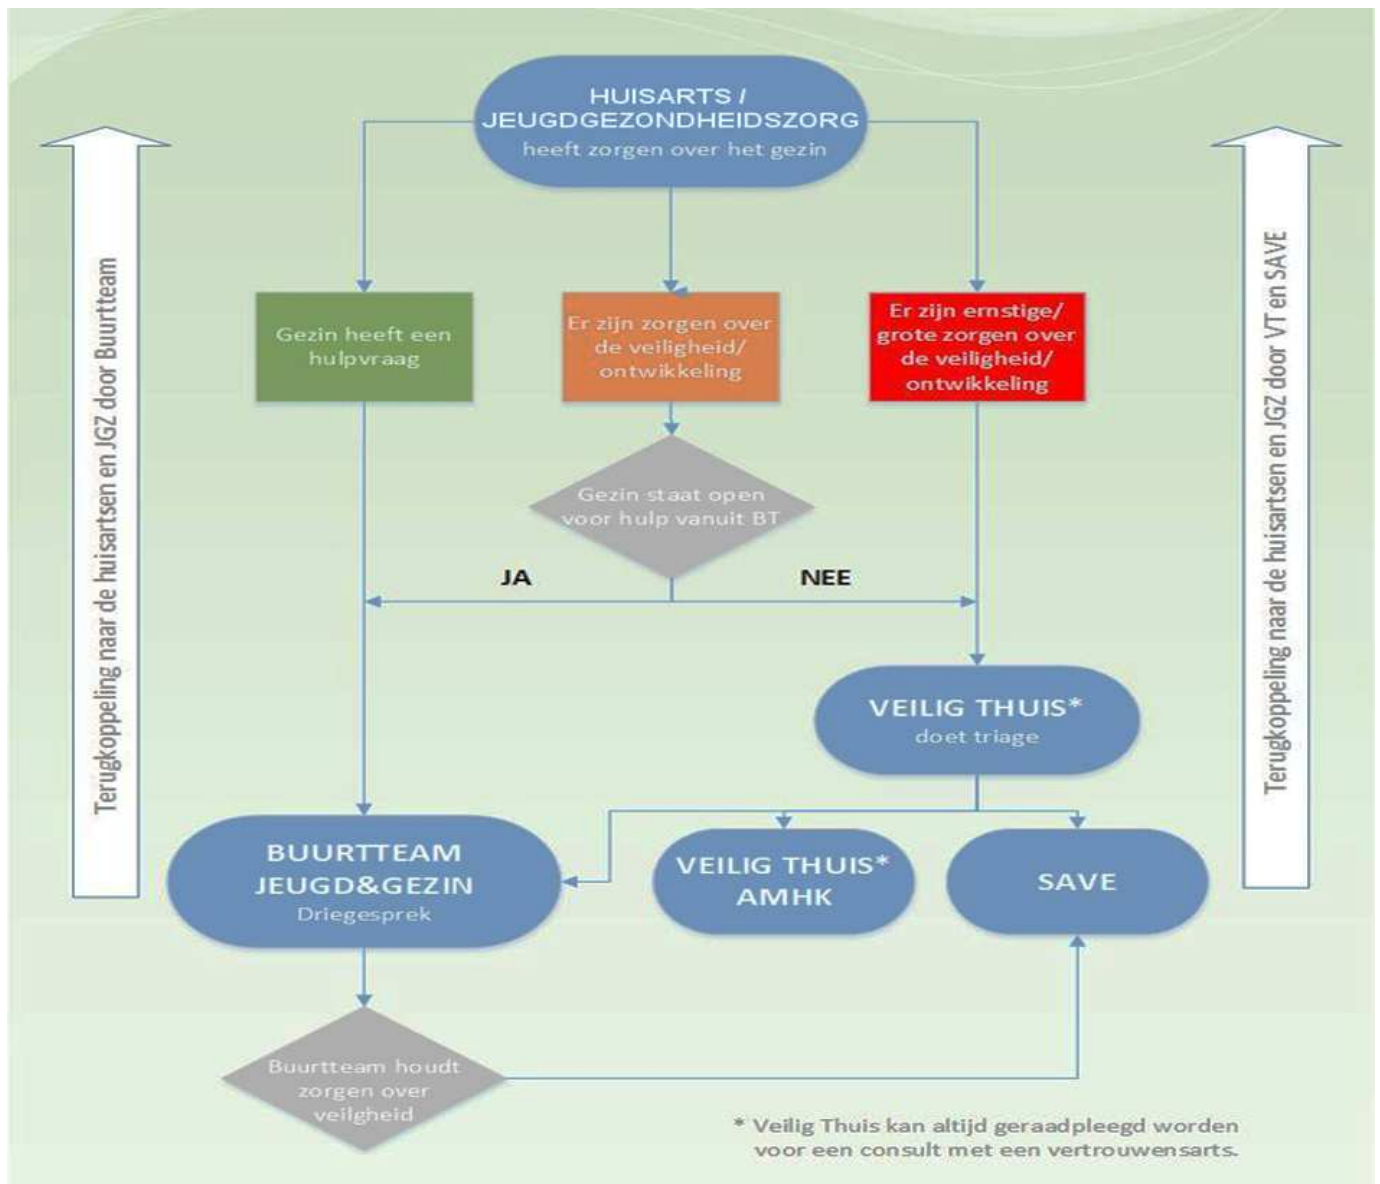 HUISARTS /
JEUGDGEZONDHEIDSZORG
heeft zorgen over het gezin
Terugkoppeling naar de huisartsen en JGZ door Buurtteam
Terugkoppeling naar de huisartsen en JGZ door VT en SAVE
Gezin heeft een
hulpvraag
Er zijn zorgen over
de veiligheid/
ontwikkeling
Er zijn ernstige/
grote zorgen over
de veiligheid/
ontwikkeling
Gezin staat open
voor hulp vanuit BT
JA
NEE
VEILIG THUIS*
doet triage
BUURTTEAM
JEUGD&GEZIN
Driegesprek
VEILIG THUIS*
AMHK
SAVE
Buurtteam houdt
zorgen over
veilgheid
* Veilig Thuis kan altijd geraadpleegd worden
voor een consult met een vertrouwensarts.